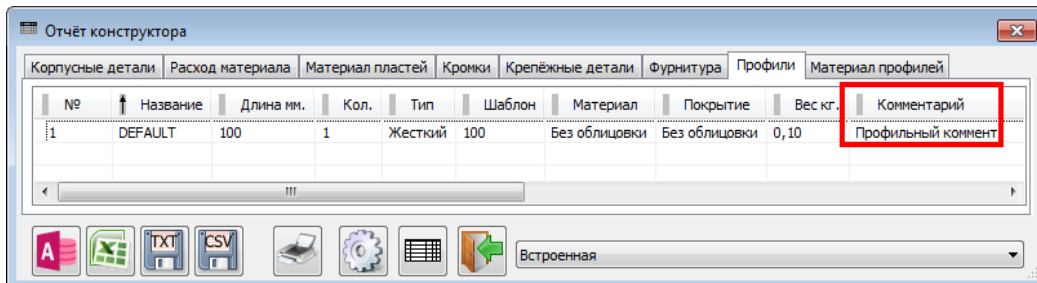 Отчёт конструктора
Корпусные детали Расход материала Материал пластей Кромки Крепёжные детали Фурнитура Профили Материал профилей
№ Название Длина мм. Кол. Тип Шаблон Материал Покрытие Вес кг. Комментарий
1 DEFAULT 100 1 Жесткий 100 Без облицовки Без облицовки 0,10 Профильный коммент
A X TXT CSV Встроенная